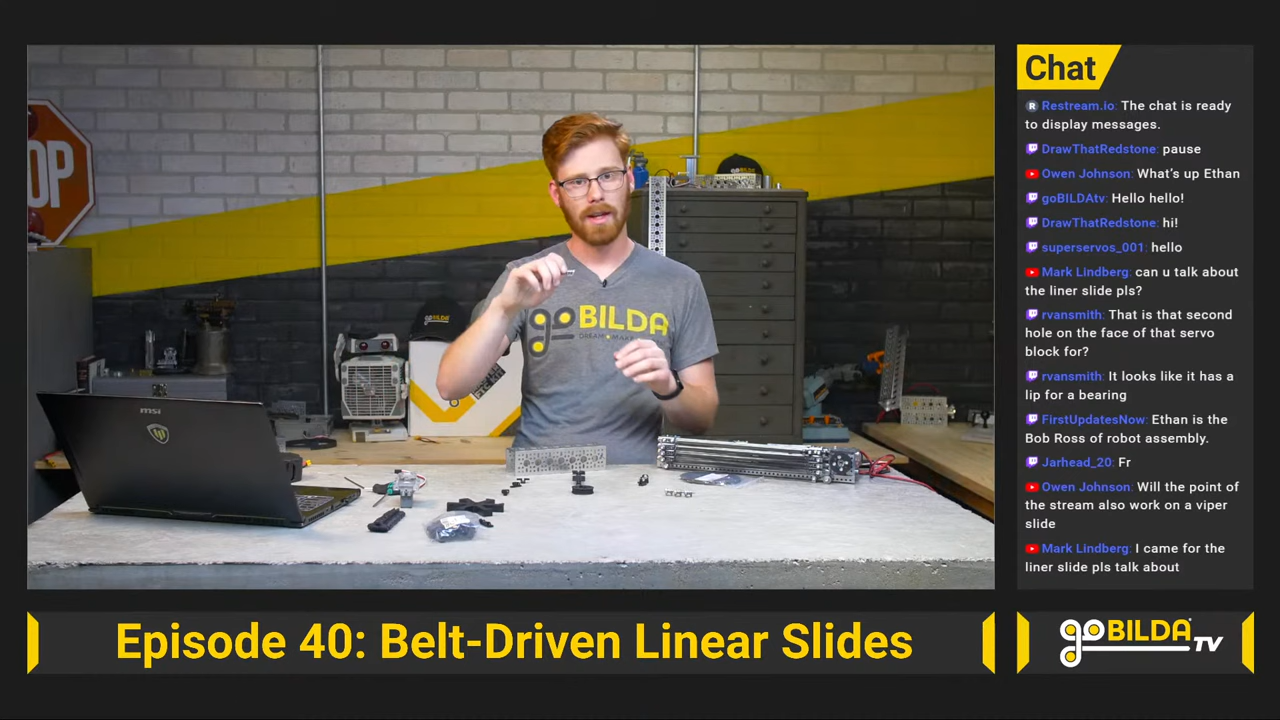 Chat
Restream.io: The chat is ready
to display messages.
DrawThatRedstone: pause
Owen Johnson: What's up Ethan
goBILDAtv: Hello hello!
DrawThatRedstone: hi!
superservos_001: hello
Mark Lindberg: can u talk about
the liner slide pls?
rvansmith: That is that second
hole on the face of that servo
block for?
rvansmith: It looks like it has a
lip for a bearing
FirstUpdatesNow: Ethan is the
Bob Ross of robot assembly.
Jarhead_20: Fr
Owen Johnson: Will the point of
the stream also work on a viper
slide
Mark Lindberg: I came for the
liner slide pls talk about
goBILDA
msi
Episode 40: Belt-Driven Linear Slides
goBILDA TV